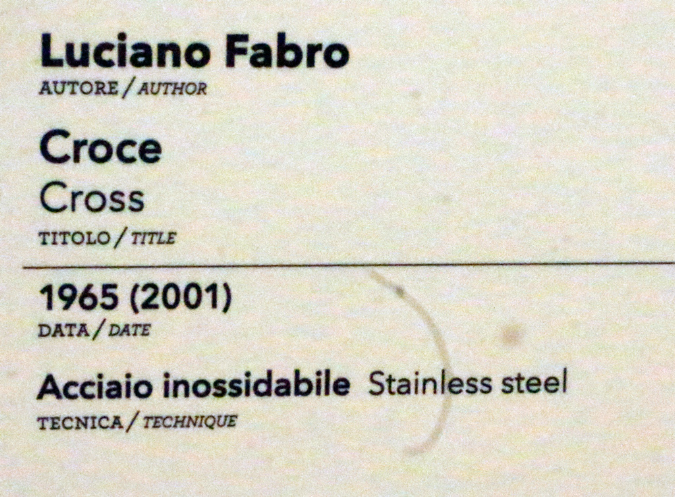 Luciano Fabro
AUTORE / AUTHOR
Croce
Cross
TITOLO / TITLE
1965 (2001)
DATA / DATE
Acciaio inossidabile Stainless steel
TECNICA / TECHNIQUE